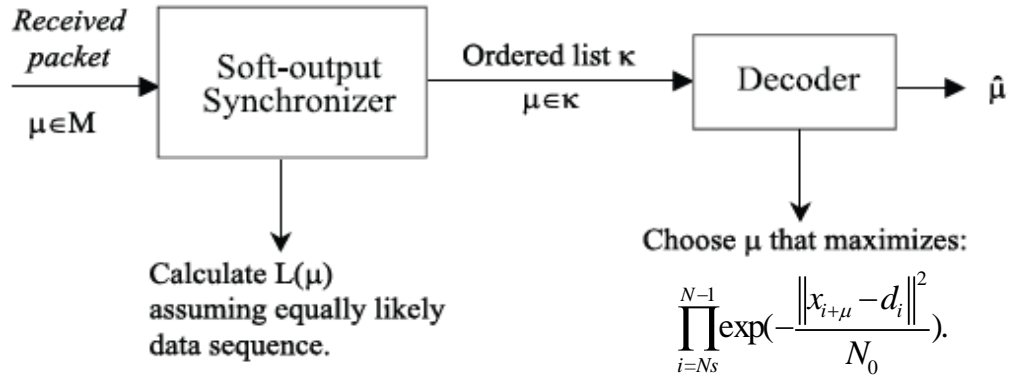 Received
packet
μ∈M
Soft-output
Synchronizer
Ordered list κ
μ∈κ
Decoder
μ̂
Calculate L(μ)
assuming equally likely
data sequence.
Choose μ that maximizes:
∏_{i=Ns}^{N−1} exp(−‖x_{i+μ} − d_i‖² / N_0).